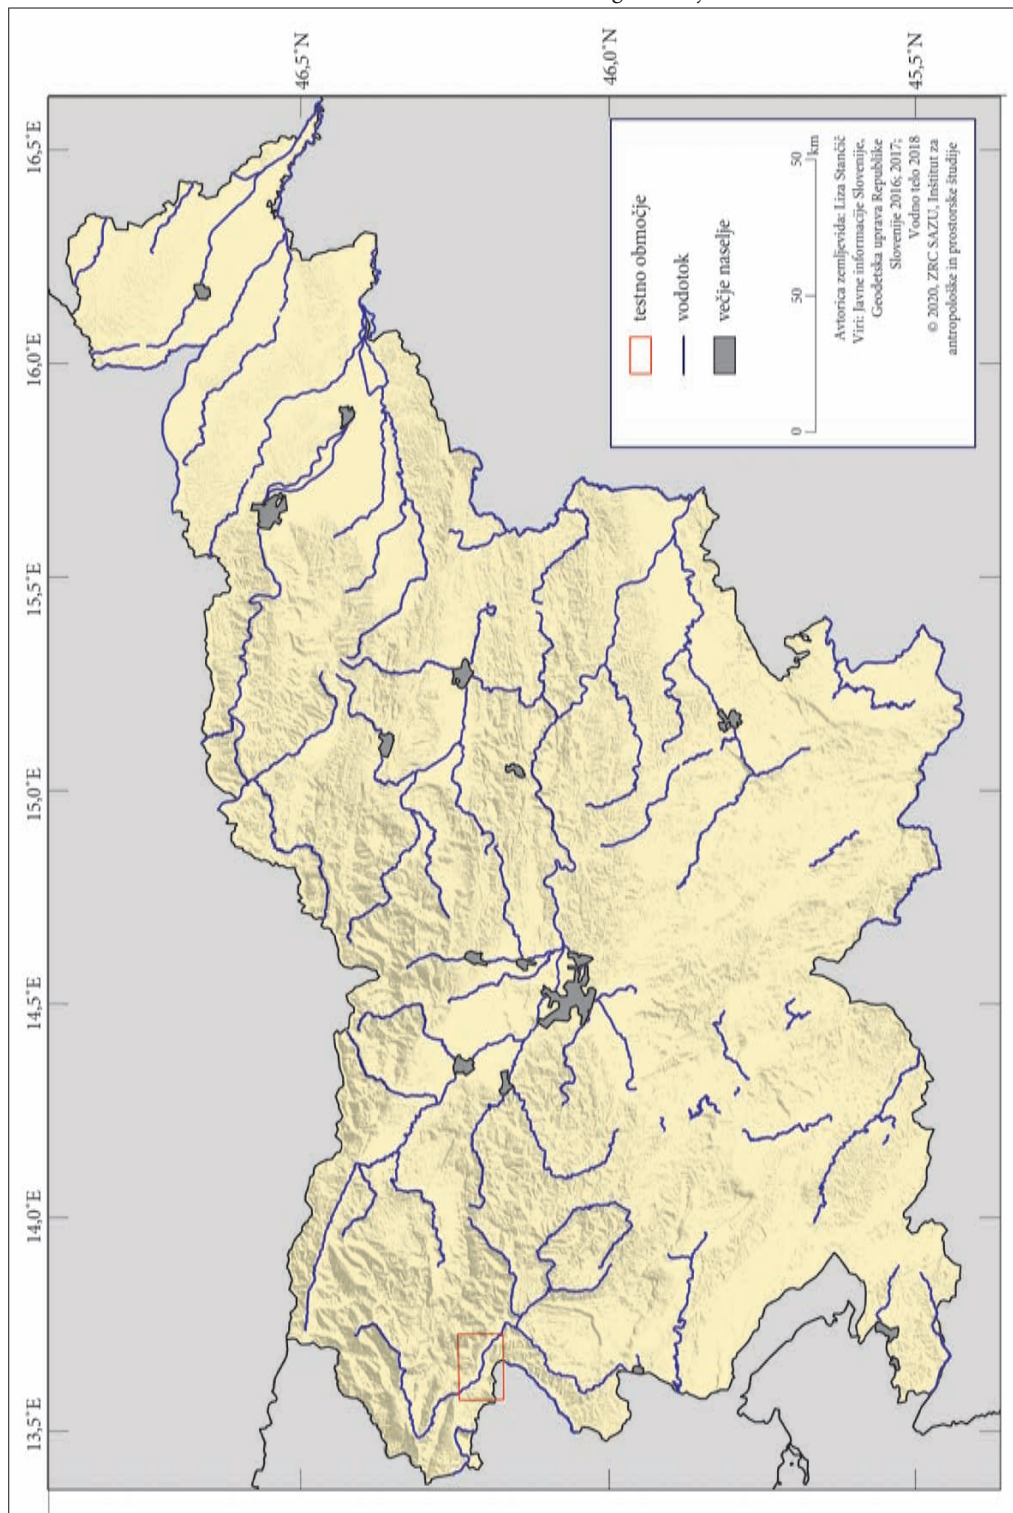 13,5°E
14,0°E
14,5°E
15,0°E
15,5°E
16,0°E
16,5°E
46,5°N
46,0°N
45,5°N
testno območje
vodotok
večje naselje
0
50
50
km
Avtorica zemljevida: Liza Stančič
Viri: Javne informacije Slovenije,
Geodetska uprava Republike
Slovenije 2016; 2017;
Vodno telo 2018
© 2020, ZRC SAZU, Inštitut za
antropološke in prostorske študije